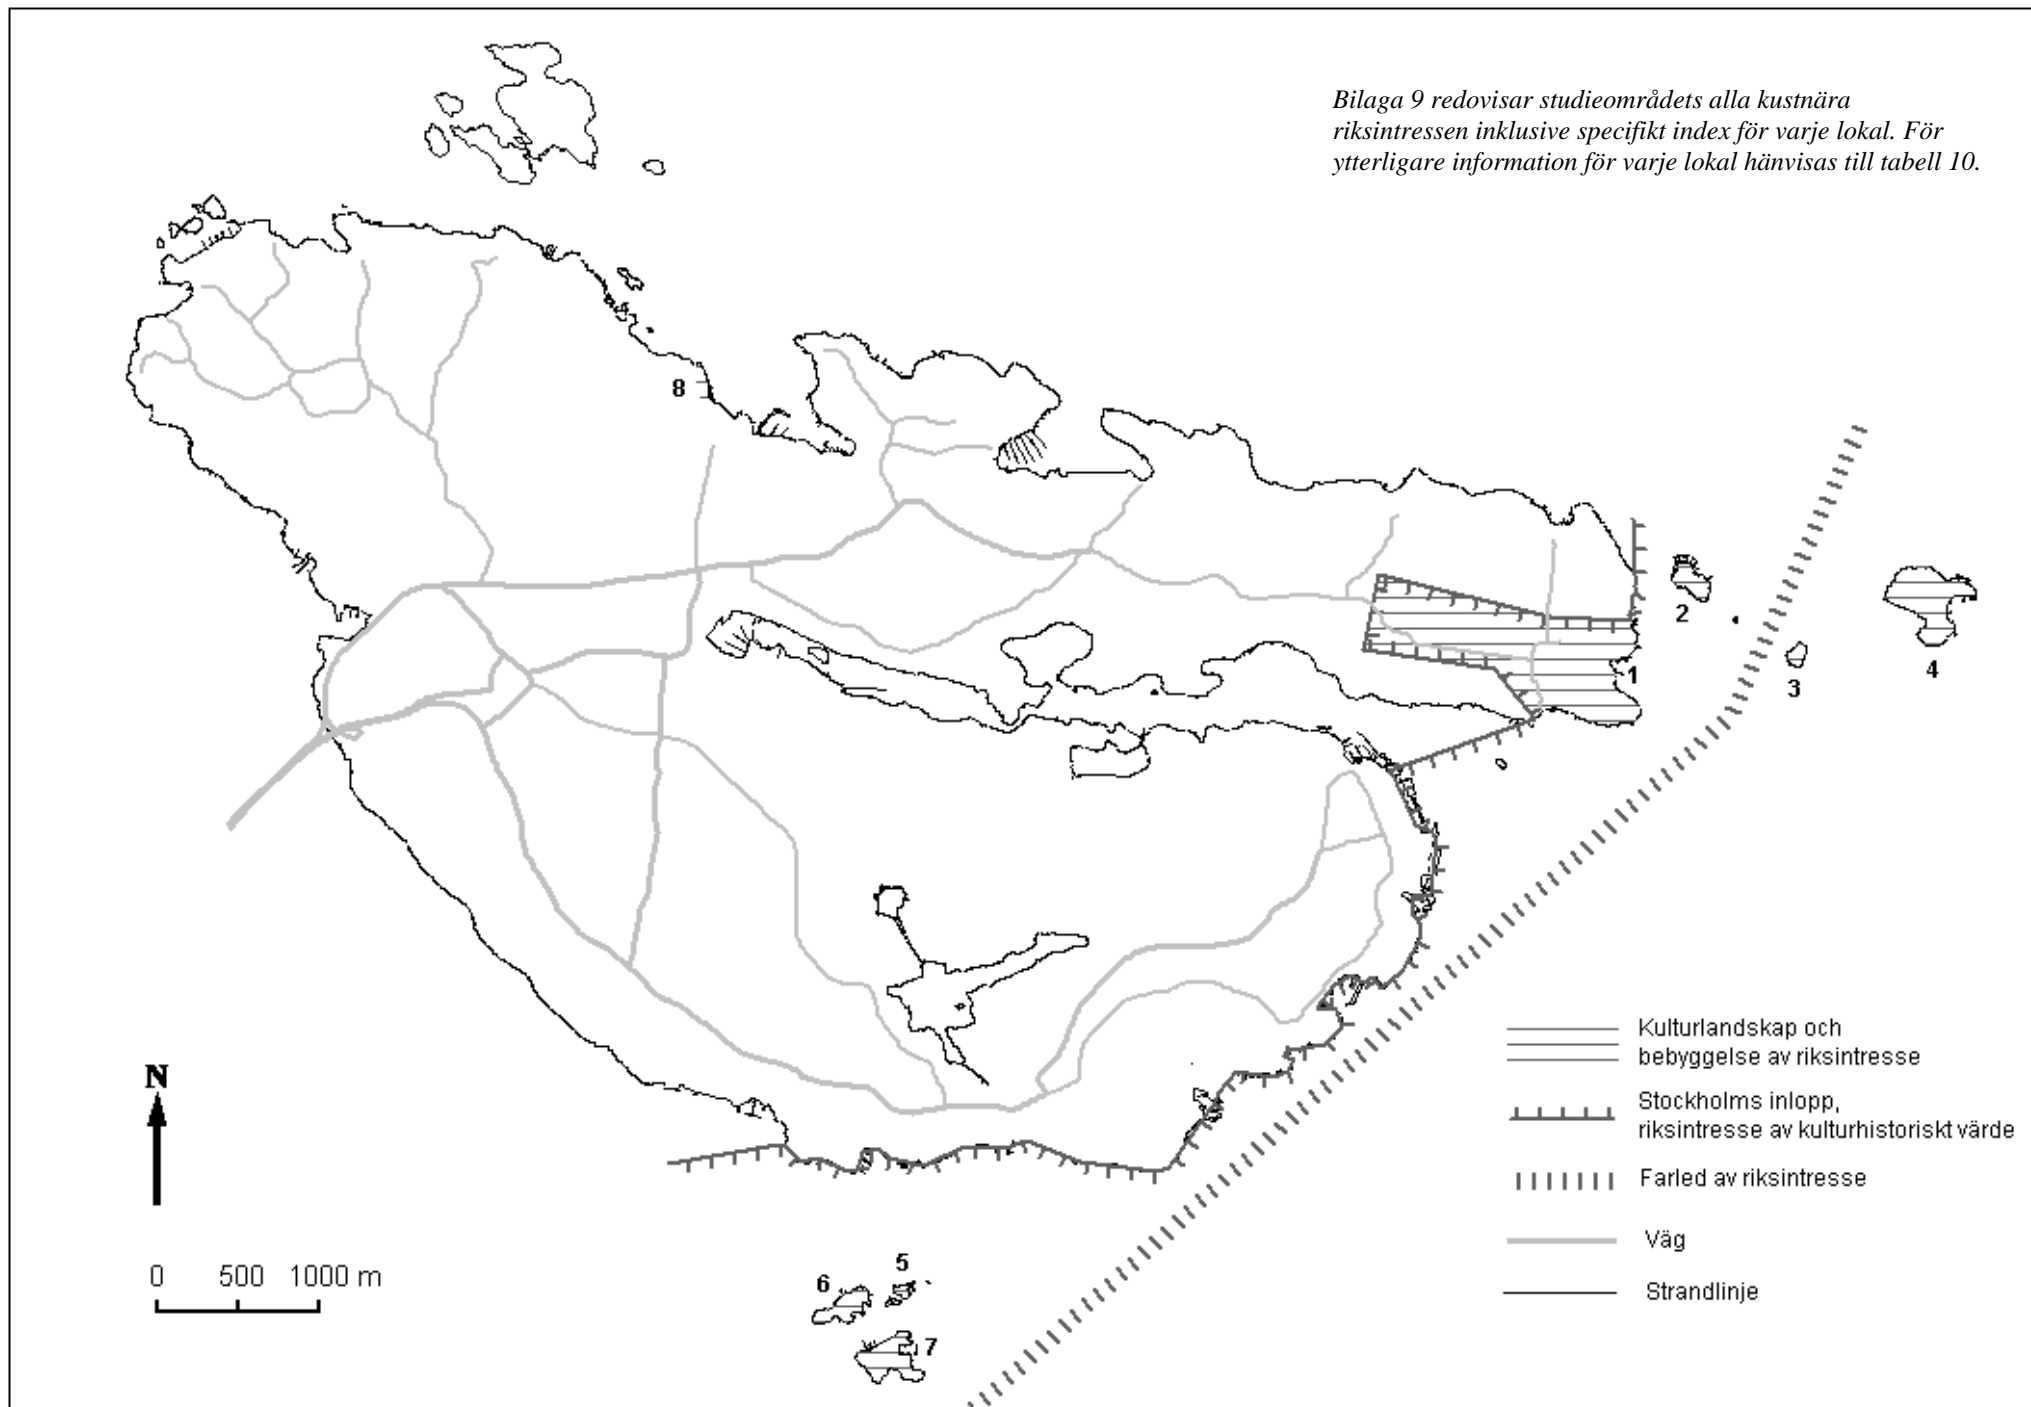 Bilaga 9 redovisar studieområdets alla kustnära
riksintressen inklusive specifikt index för varje lokal. För
ytterligare information för varje lokal hänvisas till tabell 10.
8
2
1
3
4
Kulturlandskap och
bebyggelse av riksintresse
Stockholms inlopp,
riksintresse av kulturhistoriskt värde
Farled av riksintresse
Väg
Strandlinje
N
0 500 1000 m
5
6
7